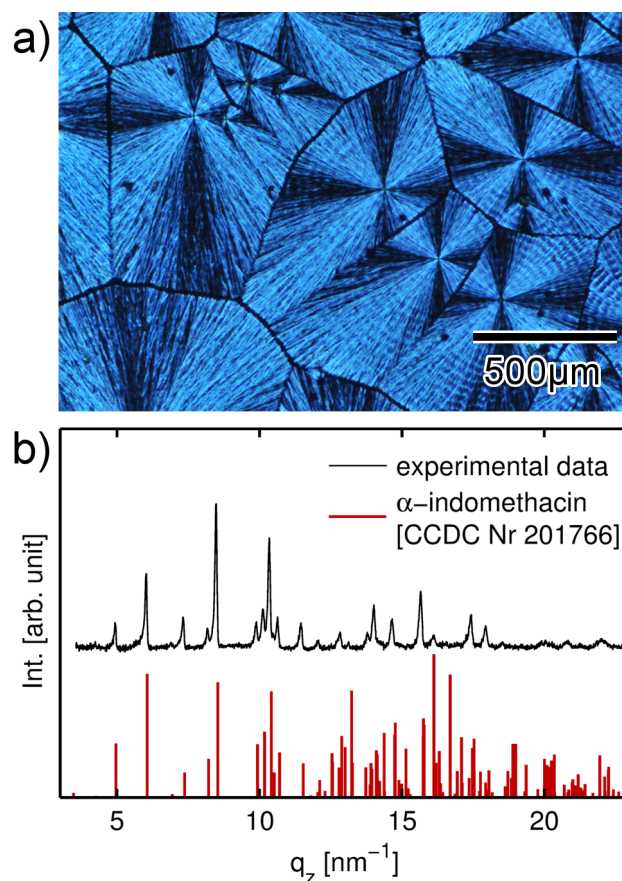 a)
500µm
b)
experimental data
α-indomethacin
[CCDC Nr 201766]
Int. [arb. unit]
5 10 15 20
q_z [nm⁻¹]